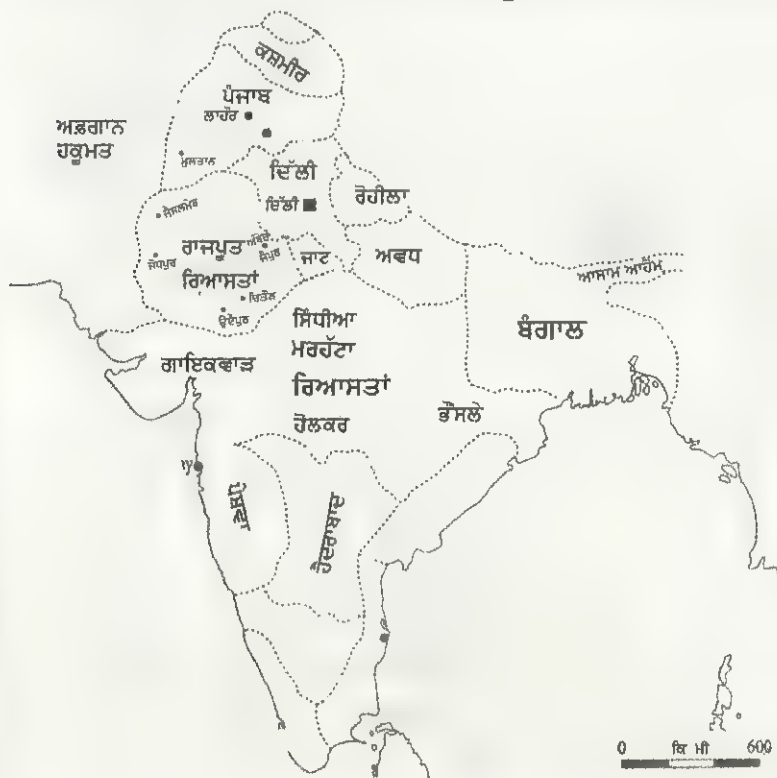 ਕਸ਼ਮੀਰ
ਪੰਜਾਬ
ਲਾਹੌਰ
ਅਫ਼ਗਾਨ
ਹਕੂਮਤ
ਮੁਲਤਾਨ
ਦਿੱਲੀ
ਦਿੱਲੀ
ਰੋਹੀਲਾ
ਜੈਸਲਮੇਰ
ਰਾਜਪੂਤ
ਜੈਪੁਰ
ਜਾਟ
ਅਵਧ
ਜੋਧਪੁਰ
ਰਿਆਸਤਾਂ
ਆਸਾਮ ਆਹੋਮ
ਚਿਤੌੜ
ਉਦੈਪੁਰ
ਸਿੰਧੀਆ
ਬੰਗਾਲ
ਮਰਹੱਟਾ
ਗਾਇਕਵਾੜ
ਰਿਆਸਤਾਂ
ਹੋਲਕਰ
ਭੌਂਸਲੇ
ਪੇਸ਼ਵਾ
ਹੈਦਰਾਬਾਦ
0 ਕਿ ਮੀ 600